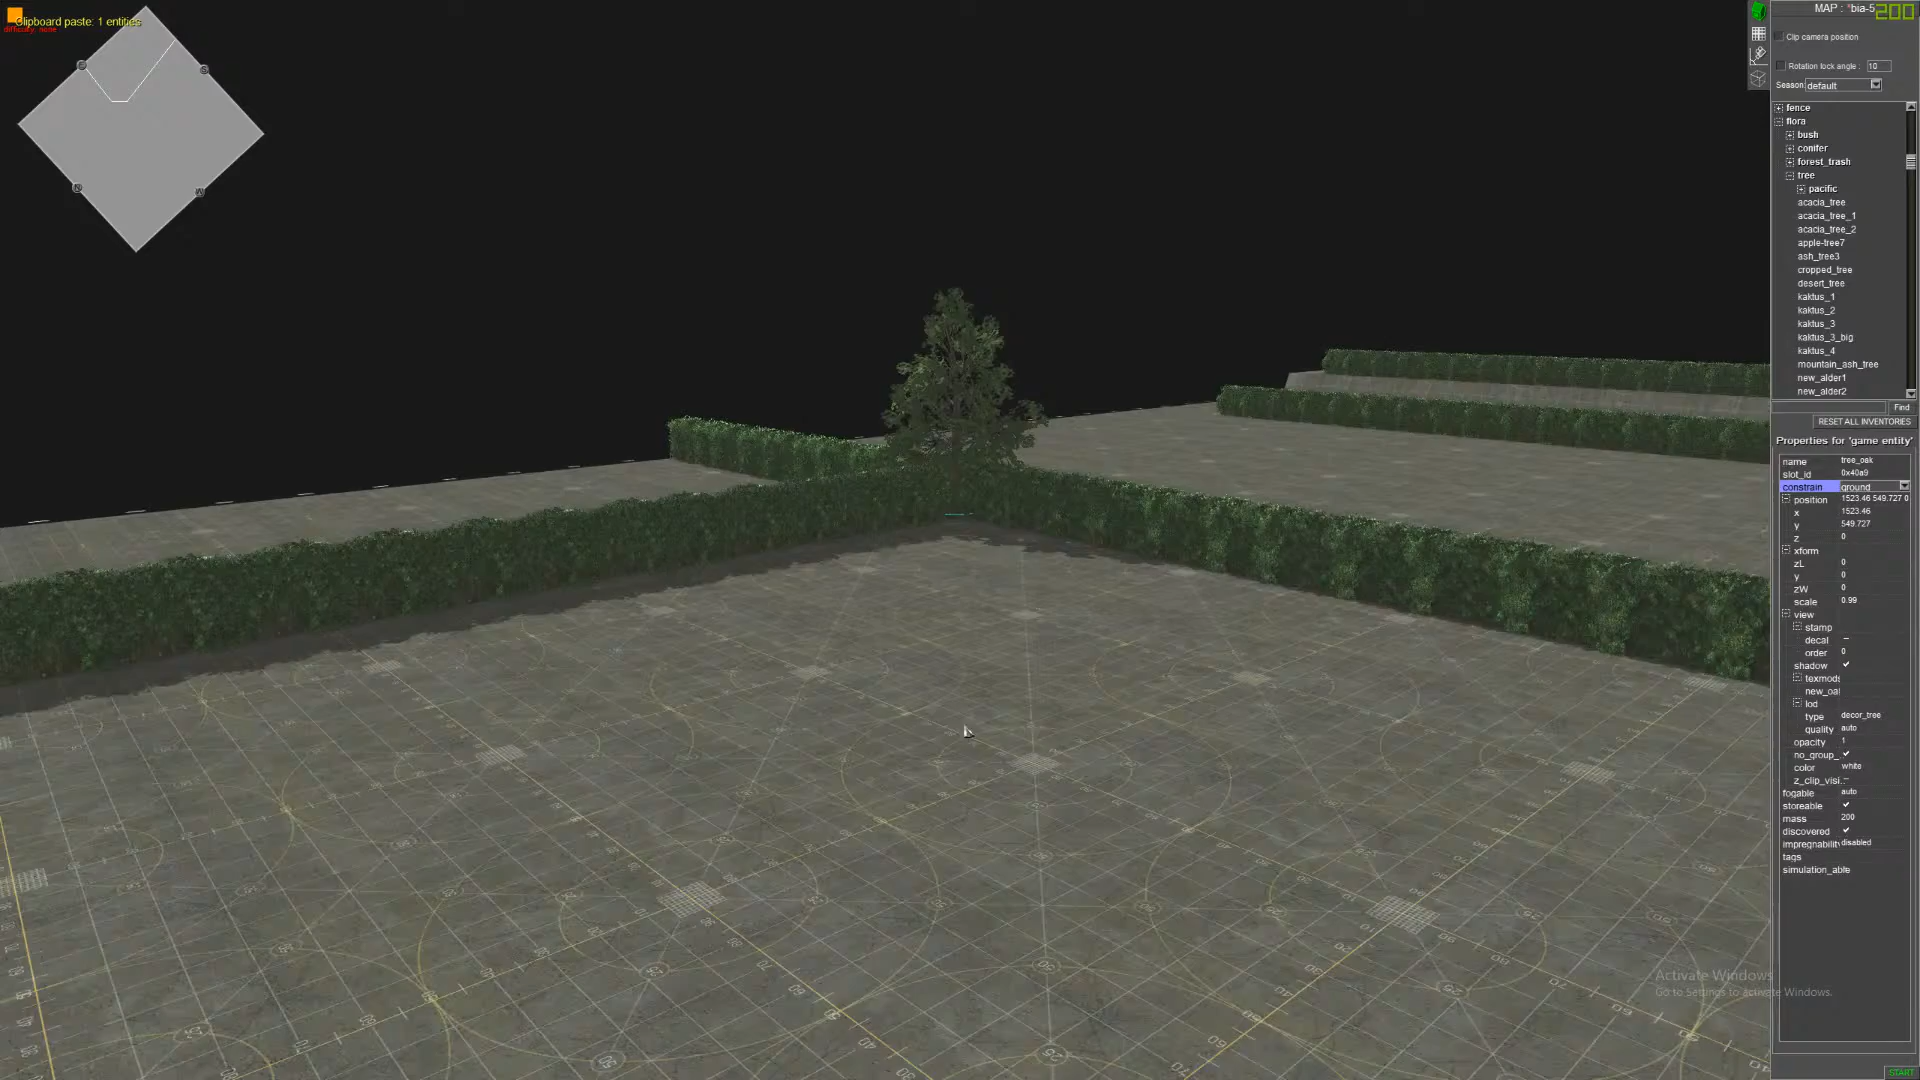 Clipboard paste: 1 entities
difficulty: none
MAP : *bia-5
200
Clip camera position
Rotation lock angle : 10
Season: default
fence
flora
bush
conifer
forest_trash
tree
pacific
acacia_tree
acacia_tree_1
acacia_tree_2
apple-tree7
ash_tree3
cropped_tree
desert_tree
kaktus_1
kaktus_2
kaktus_3
kaktus_3_big
kaktus_4
mountain_ash_tree
new_alder1
new_alder2
Find
RESET ALL INVENTORIES
Properties for 'game entity'
name tree_oak
slot_id 0x40a9
constrain ground
position 1523.46 549.727 0
x 1523.46
y 549.727
z 0
xform
zL 0
y 0
zW 0
scale 0.99
view
stamp
decal
order 0
shadow
texmods
new_oal
lod
type decor_tree
quality auto
opacity 1
no_group_
color white
z_clip_visi...
fogable auto
storeable
mass 200
discovered
impregnability disabled
tags
simulation_able
Activate Windows
Go to Settings to activate Windows.
START